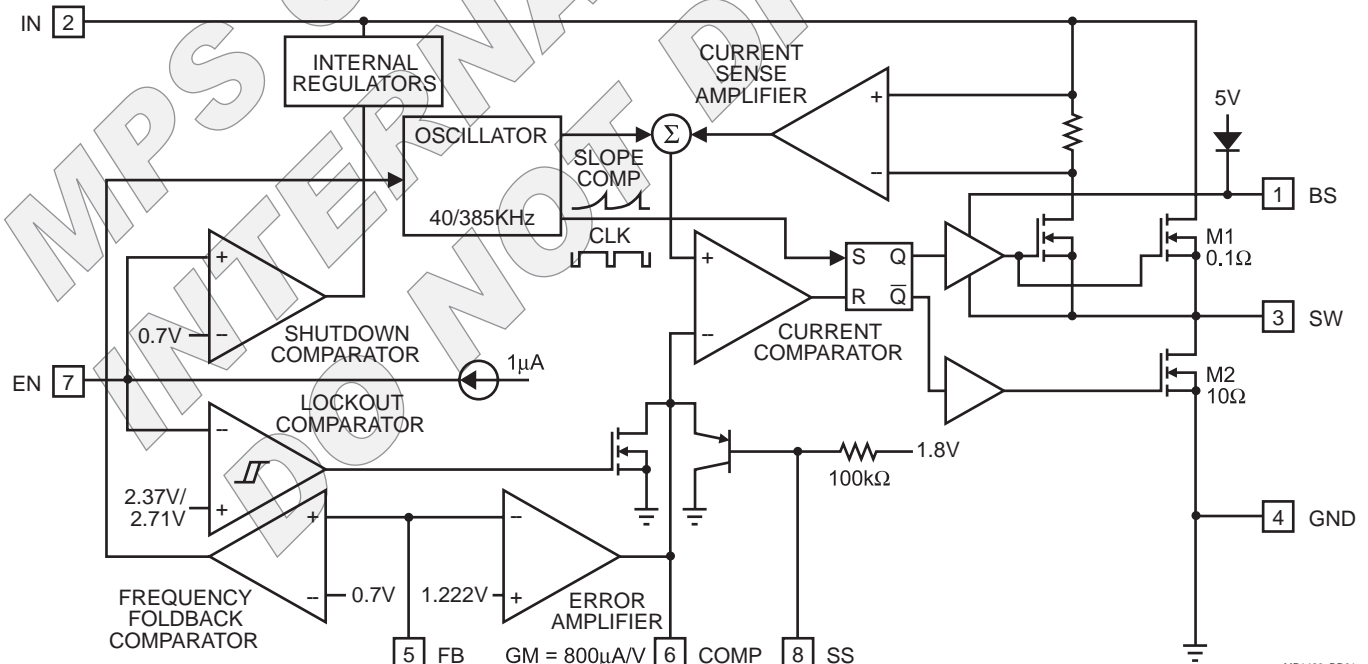 IN 2
INTERNAL
REGULATORS
CURRENT
SENSE
AMPLIFIER
+
--
5V
OSCILLATOR
40/385KHz
Σ
SLOPE
COMP
CLK
1 BS
M1
0.1Ω
+
--
0.7V
SHUTDOWN
COMPARATOR
+
--
CURRENT
COMPARATOR
S Q
R Q̅
3 SW
EN 7
1μA
LOCKOUT
COMPARATOR
M2
10Ω
--
+
2.37V/
2.71V
1.8V
100kΩ
4 GND
+
--
0.7V
FREQUENCY
FOLDBACK
COMPARATOR
–
+
1.222V
ERROR
AMPLIFIER
5 FB
GM = 800μA/V
6 COMP
8 SS